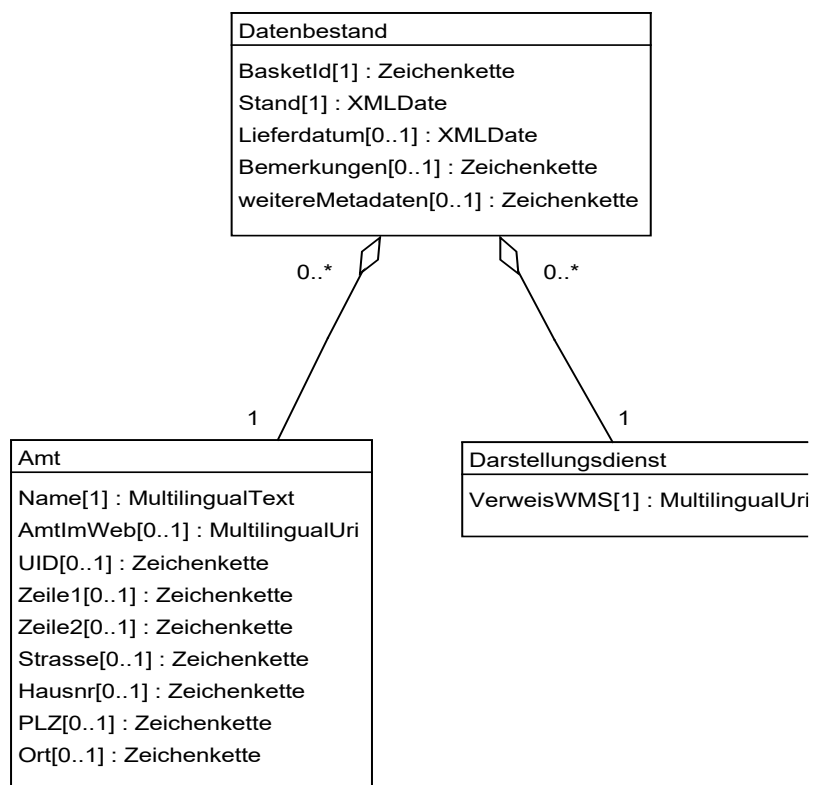 Datenbestand
BasketId[1] : Zeichenkette
Stand[1] : XMLDate
Lieferdatum[0..1] : XMLDate
Bemerkungen[0..1] : Zeichenkette
weitereMetadaten[0..1] : Zeichenkette
0..*
0..*
1
1
Amt
Name[1] : MultilingualText
AmtImWeb[0..1] : MultilingualUri
UID[0..1] : Zeichenkette
Zeile1[0..1] : Zeichenkette
Zeile2[0..1] : Zeichenkette
Strasse[0..1] : Zeichenkette
Hausnr[0..1] : Zeichenkette
PLZ[0..1] : Zeichenkette
Ort[0..1] : Zeichenkette
Darstellungsdienst
VerweisWMS[1] : MultilingualUri